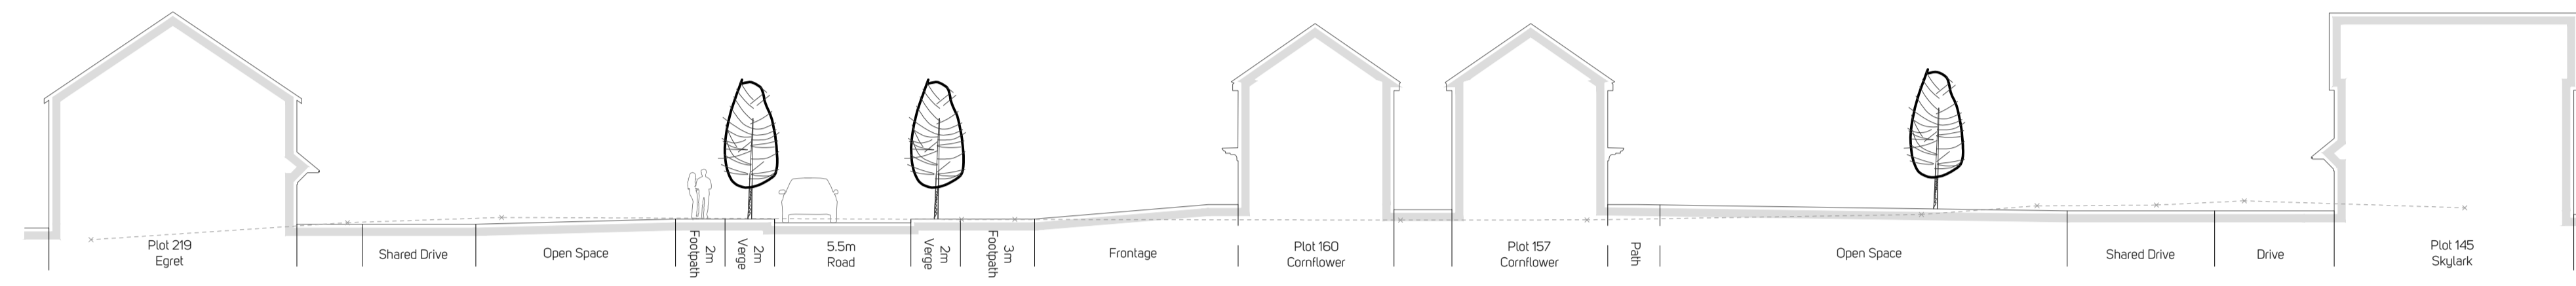 Plot 219
Egret
Shared Drive
Open Space
2m
Footpath
2m
Verge
5.5m
Road
2m
Verge
3m
Footpath
Frontage
Plot 160
Cornflower
Plot 157
Cornflower
Path
Open Space
Shared Drive
Drive
Plot 145
Skylark